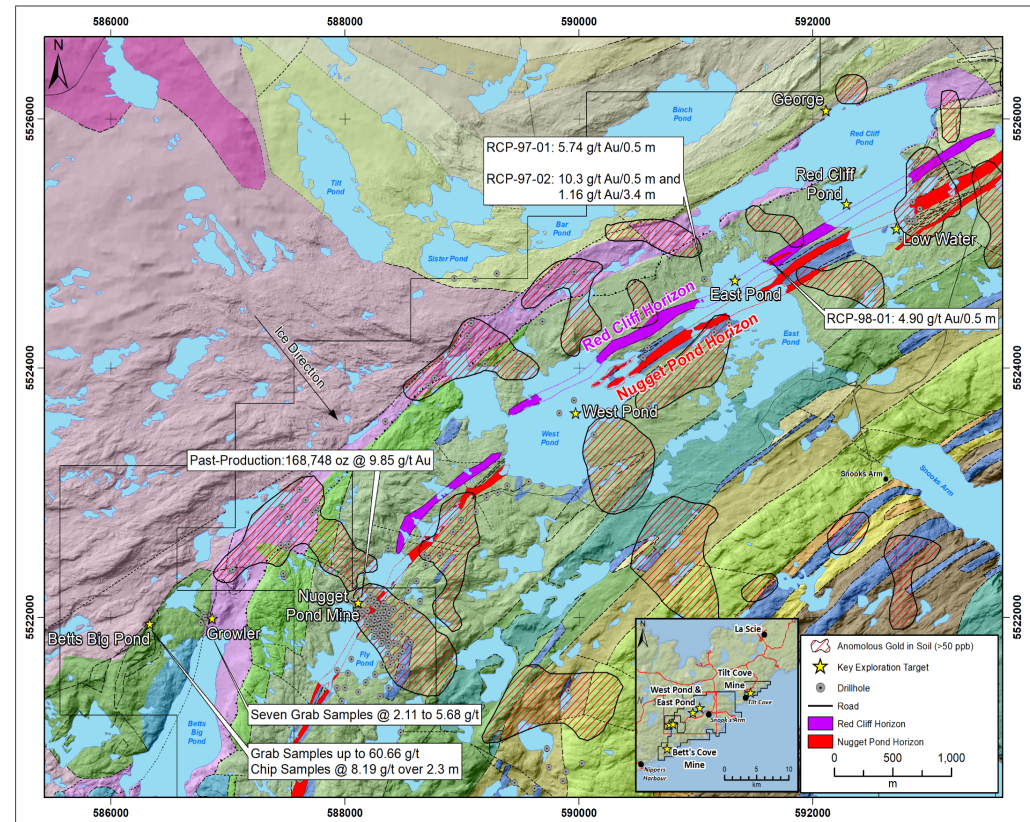 586000
588000
590000
592000
N
5526000
5526000
5524000
5524000
5522000
5522000
George
Binch
Pond
Red Cliff
Pond
RCP-97-01: 5.74 g/t Au/0.5 m
RCP-97-02: 10.3 g/t Au/0.5 m and
1.16 g/t Au/3.4 m
Tilt
Pond
Red Cliff
Pond
Bar
Pond
Low Water
Sister Pond
East Pond
Red Cliff Horizon
RCP-98-01: 4.90 g/t Au/0.5 m
East
Pond
Nugget Pond Horizon
Ice Direction
West Pond
West
Pond
Past-Production:168,748 oz @ 9.85 g/t Au
Snooks Arm
Snooks Arm
Nugget
Pond Mine
Betts Big Pond
Growler
Fly
Pond
Seven Grab Samples @ 2.11 to 5.68 g/t
Betts
Big
Pond
Grab Samples up to 60.66 g/t
Chip Samples @ 8.19 g/t over 2.3 m
N
La Scie
Tilt Cove
Mine
Tilt Cove
West Pond &
East Pond
Snook's Arm
Bett's Cove
Mine
Nippers
Harbour
0 5 10
km
Anomolous Gold in Soil (>50 ppb)
Key Exploration Target
Drillhole
Road
Red Cliff Horizon
Nugget Pond Horizon
0 500 1,000
m
586000
588000
590000
592000